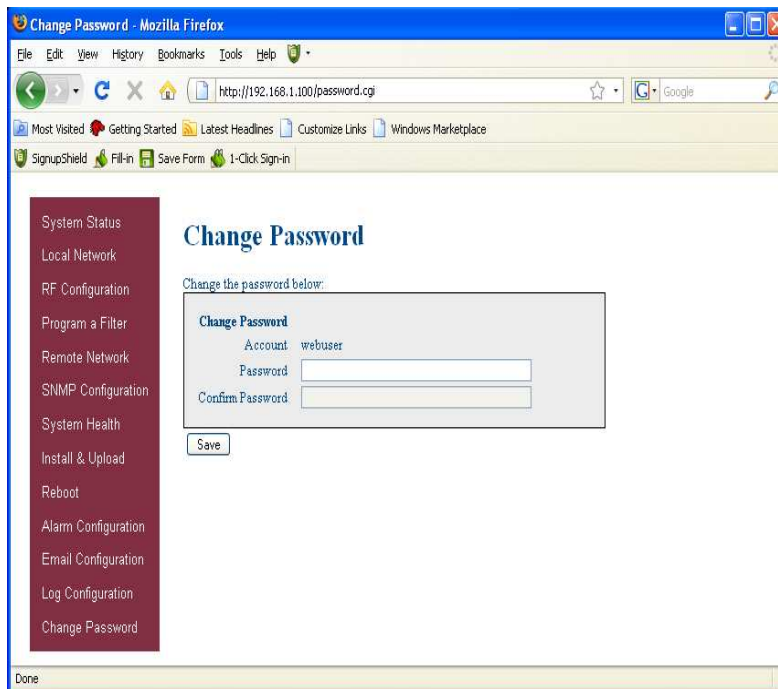 Change Password - Mozilla Firefox
File Edit View History Bookmarks Tools Help
http://192.168.1.100/password.cgi
G Google
Most Visited Getting Started Latest Headlines Customize Links Windows Marketplace
SignupShield Fill-in Save Form 1-Click Sign-in
System Status
Local Network
RF Configuration
Program a Filter
Remote Network
SNMP Configuration
System Health
Install & Upload
Reboot
Alarm Configuration
Email Configuration
Log Configuration
Change Password
Change Password
Change the password below:
Change Password
Account webuser
Password
Confirm Password
Save
Done